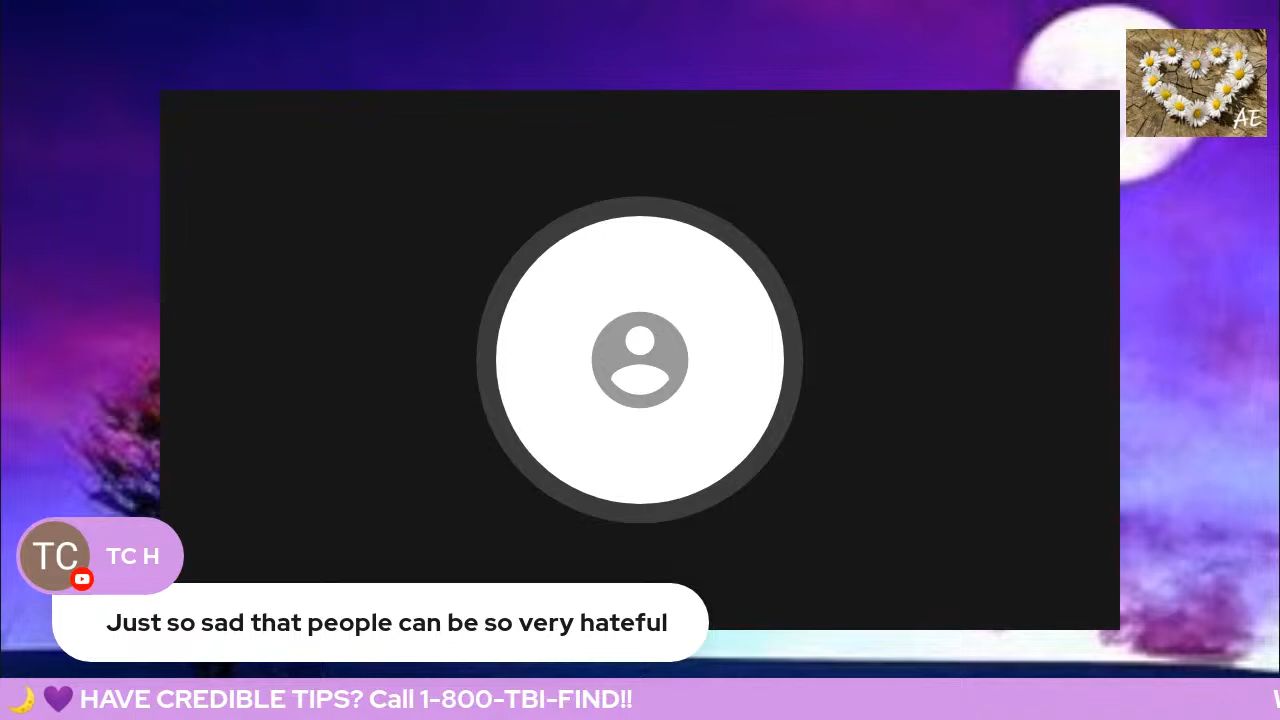 AE
TC
TC H
Just so sad that people can be so very hateful
🌙 💜 HAVE CREDIBLE TIPS? Call 1-800-TBI-FIND!!